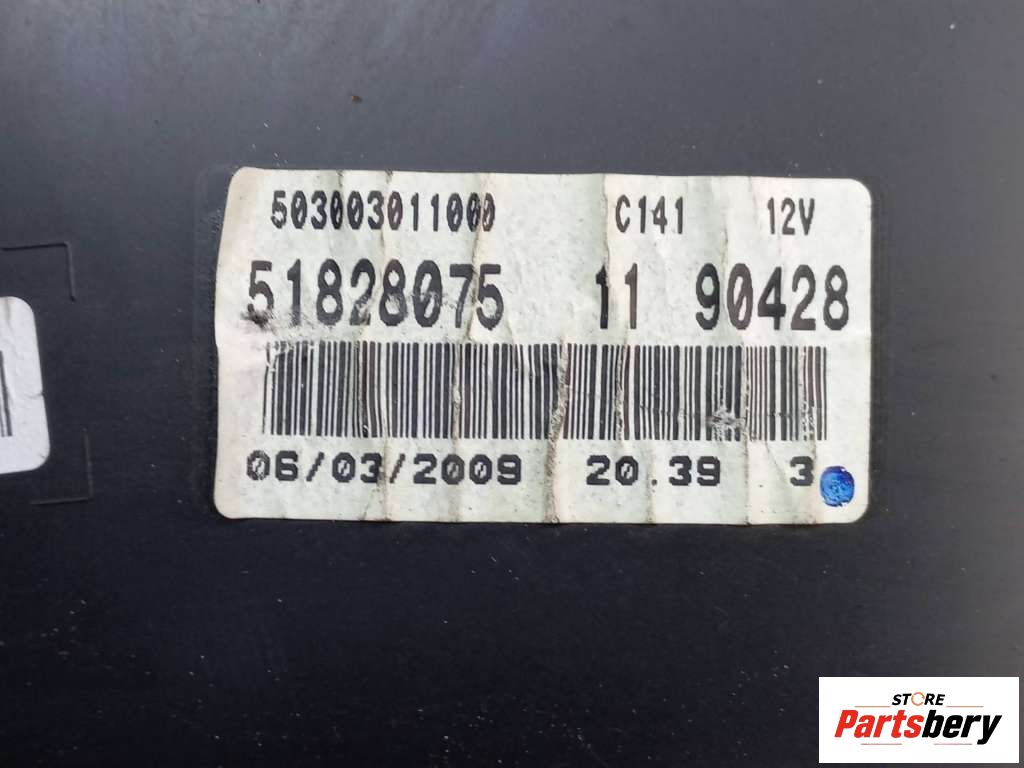 503003011000 C141 12V
51828075 11 90428
06/03/2009 20.39 3
STORE
Partsbery